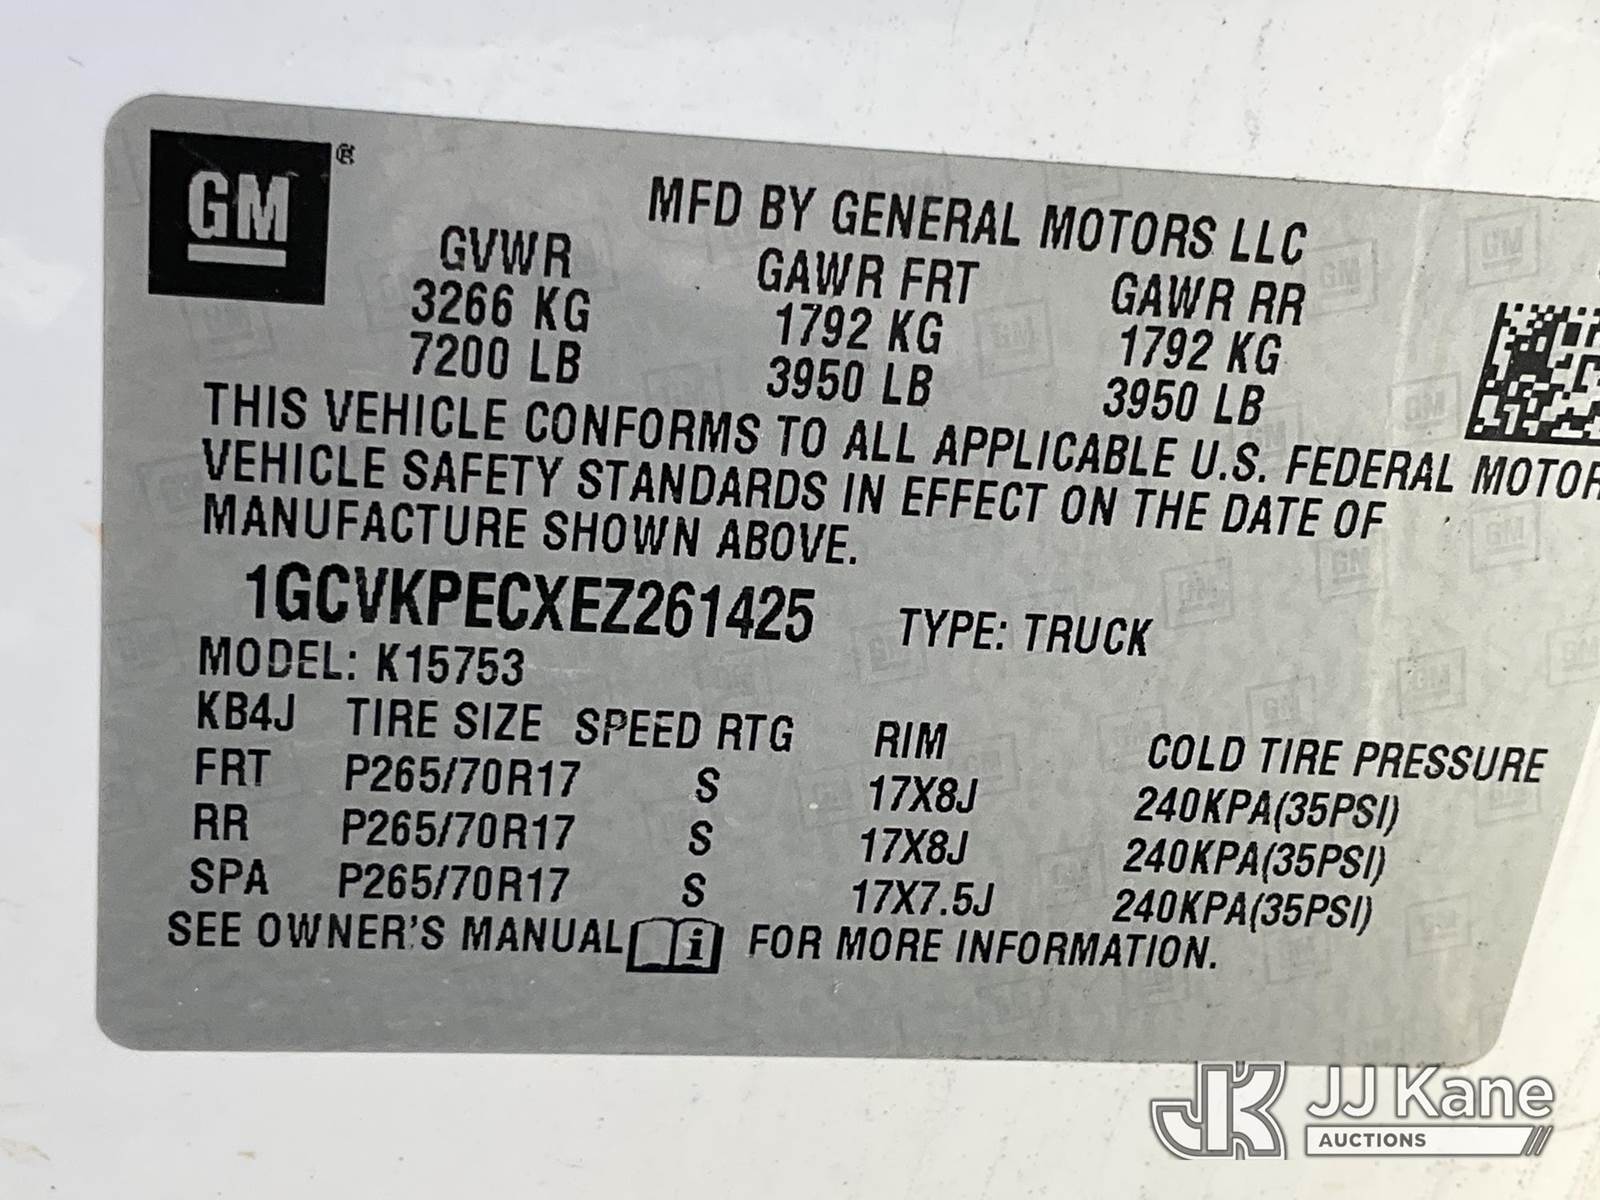 GM®
MFD BY GENERAL MOTORS LLC
GVWR GAWR FRT GAWR RR
3266 KG 1792 KG 1792 KG
7200 LB 3950 LB 3950 LB
THIS VEHICLE CONFORMS TO ALL APPLICABLE U.S. FEDERAL MOTOR
VEHICLE SAFETY STANDARDS IN EFFECT ON THE DATE OF
MANUFACTURE SHOWN ABOVE.
1GCVKPECXEZ261425 TYPE: TRUCK
MODEL: K15753
KB4J TIRE SIZE SPEED RTG RIM COLD TIRE PRESSURE
FRT P265/70R17 S 17X8J 240KPA(35PSI)
RR P265/70R17 S 17X8J 240KPA(35PSI)
SPA P265/70R17 S 17X7.5J 240KPA(35PSI)
SEE OWNER'S MANUAL i FOR MORE INFORMATION.
JK JJ Kane
AUCTIONS